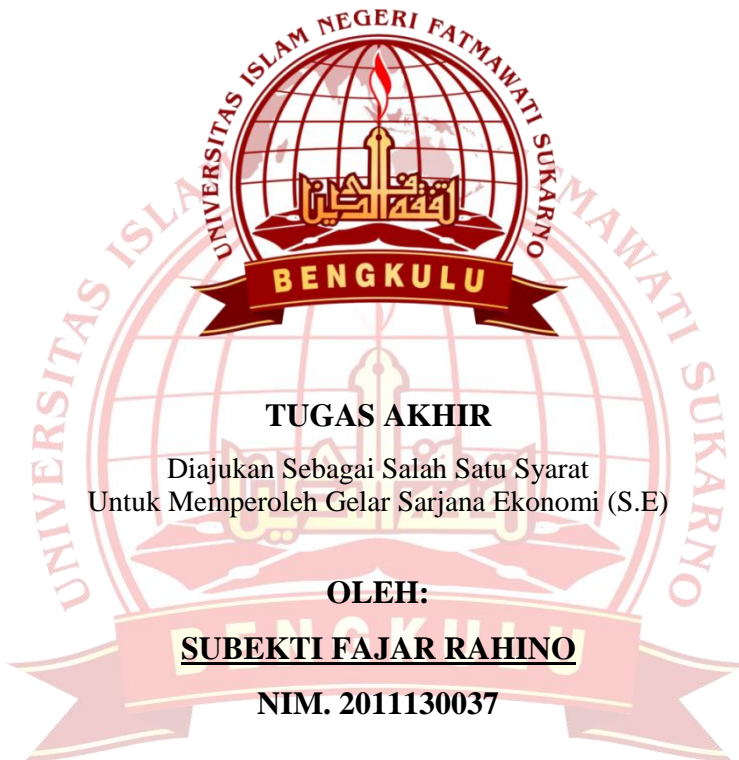 UNIVERSITAS ISLAM NEGERI FATMAWATI SUKARNO
BENGKULU
TUGAS AKHIR
Diajukan Sebagai Salah Satu Syarat
Untuk Memperoleh Gelar Sarjana Ekonomi (S.E)
OLEH:
SUBEKTI FAJAR RAHINO
NIM. 2011130037